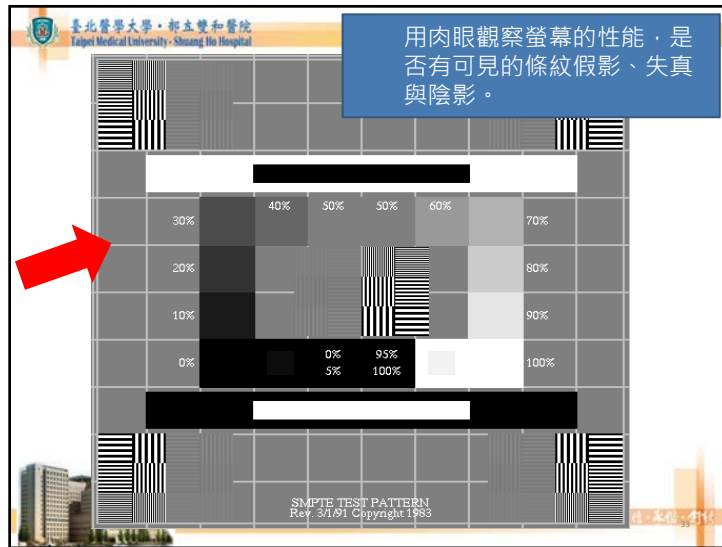 臺北醫學大學・部立雙和醫院
Taipei Medical University - Shuang Ho Hospital
用肉眼觀察螢幕的性能，是
否有可見的條紋假影、失真
與陰影。
40% 50% 50% 60%
30% 70%
20% 80%
10% 90%
0% 0% 95% 100%
5% 100%
SMPTE TEST PATTERN
Rev. 3/1/91 Copyright 1983
33